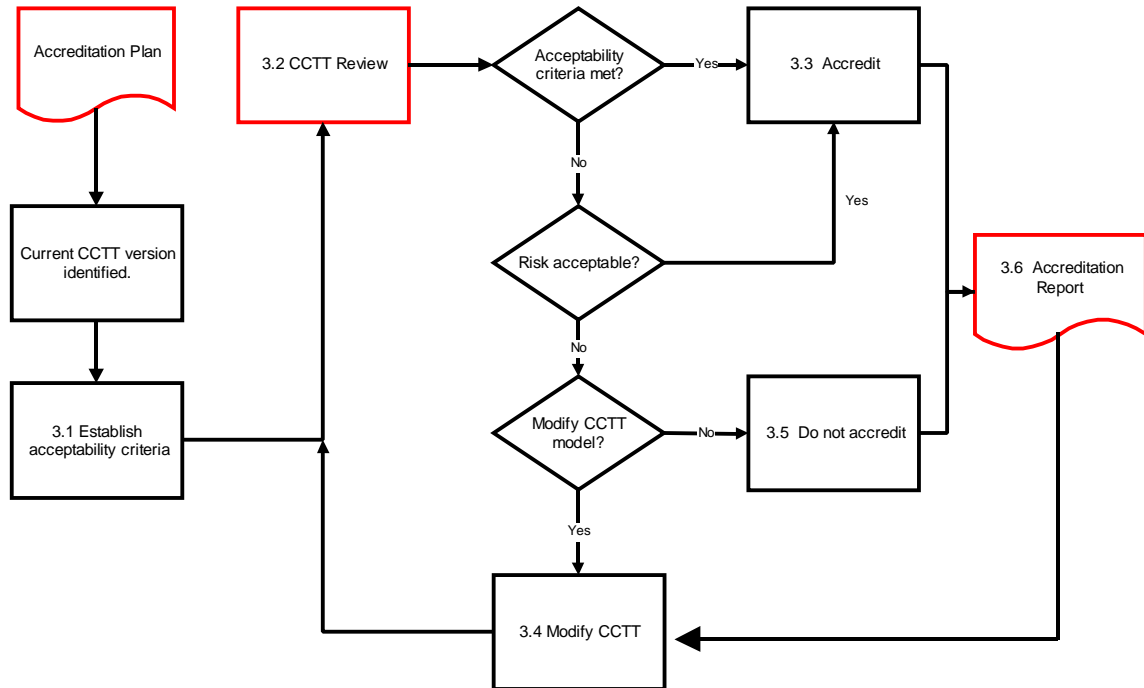 Accreditation Plan
3.2 CCTT Review
Acceptability
criteria met?
Yes
3.3 Accredit
No
Yes
Current CCTT version
identified.
Risk acceptable?
3.6 Accreditation
Report
No
3.1 Establish
acceptability criteria
Modify CCTT
model?
No
3.5 Do not accredit
Yes
3.4 Modify CCTT